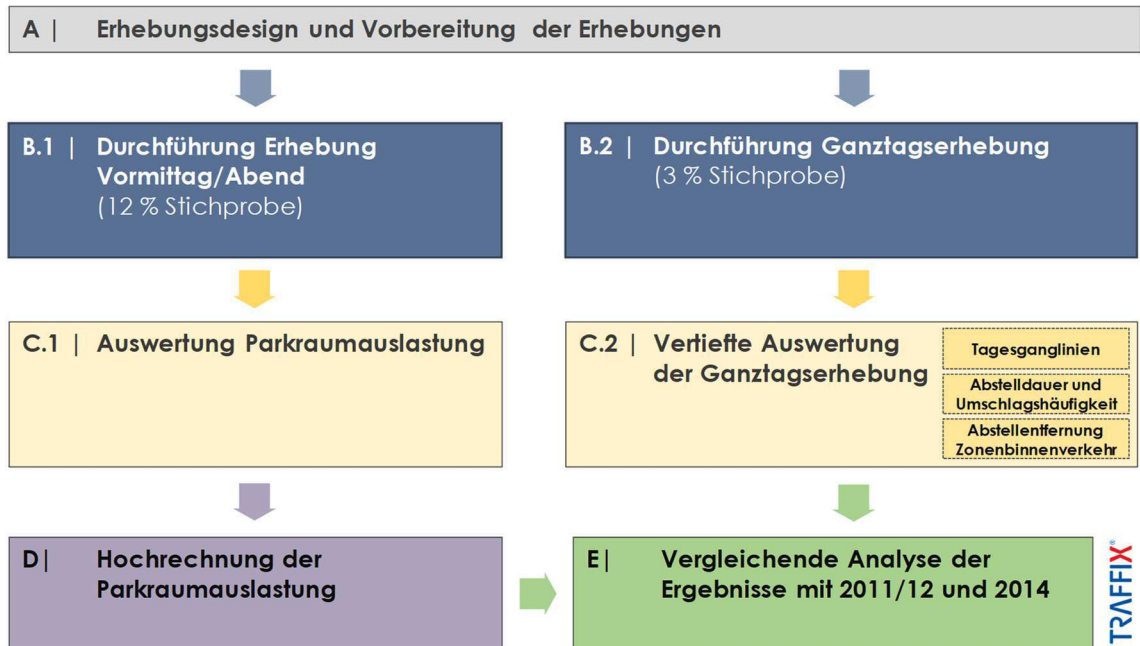 A | Erhebungsdesign und Vorbereitung der Erhebungen
B.1 | Durchführung Erhebung
Vormittag/Abend
(12 % Stichprobe)
B.2 | Durchführung Ganztagserhebung
(3 % Stichprobe)
C.1 | Auswertung Parkraumauslastung
C.2 | Vertiefte Auswertung
der Ganztagserhebung
Tagesganglinien
Abstelldauer und
Umschlagshäufigkeit
Abstellentfernung
Zonenbinnenverkehr
D| Hochrechnung der
Parkraumauslastung
E| Vergleichende Analyse der
Ergebnisse mit 2011/12 und 2014
TRAFFIX®